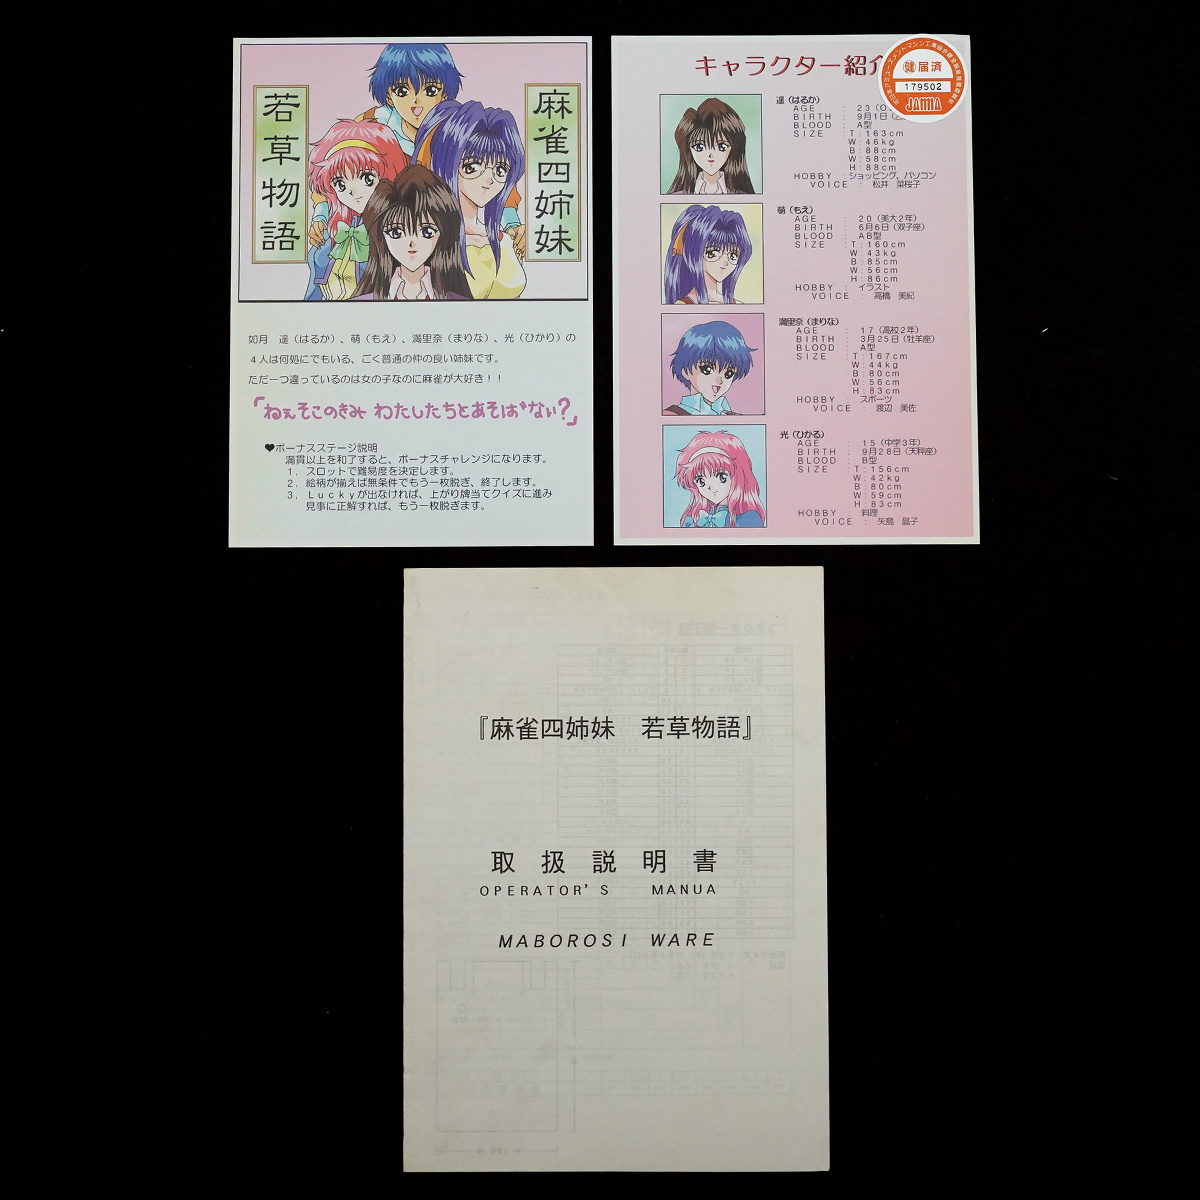 麻雀四姉妹
若草物語
如月 遥(はるか)、萌(もえ)、満里奈(まりな)、光(ひかり)の
4人は何処にでもいる、ごく普通の仲の良い姉妹です。
ただ一つ違っているのは女の子なのに麻雀が大好き!!
「ねぇそこのきみ わたしたちとあそばない?」
♥ボーナスステージ説明
満貫以上を和了すると、ボーナスチャレンジになります。
1. スロットで難易度を決定します。
2. 絵柄が揃えば無条件でもう一枚脱ぎ、終了します。
3. Luckyが出なければ、上がり牌当てクイズに進み
見事に正解すれば、もう一枚脱ぎます。
キャラクター紹介
届済
179502
JAMMA
遥(はるか)
AGE : 23
BIRTH : 9月1日
BLOOD : A型
SIZE : T:163cm
W:46kg
B:88cm
W:58cm
H:88cm
HOBBY : ショッピング、パソコン
VOICE : 松井 菜桜子
萌(もえ)
AGE : 20(美大2年)
BIRTH : 6月6日(双子座)
BLOOD : AB型
SIZE : T:160cm
W:43kg
B:85cm
W:56cm
H:86cm
HOBBY : イラスト
VOICE : 高橋 美紀
満里奈(まりな)
AGE : 17(高校2年)
BIRTH : 3月25日(牡羊座)
BLOOD : A型
SIZE : T:167cm
W:44kg
B:80cm
W:56cm
H:83cm
HOBBY : スポーツ
VOICE : 渡辺 美佐
光(ひかる)
AGE : 15(中学3年)
BIRTH : 9月28日(天秤座)
BLOOD : B型
SIZE : T:156cm
W:42kg
B:80cm
W:59cm
H:83cm
HOBBY : 料理
VOICE : 矢島 晶子
『麻雀四姉妹 若草物語』
取扱説明書
OPERATOR'S MANUA
MABOROSI WARE